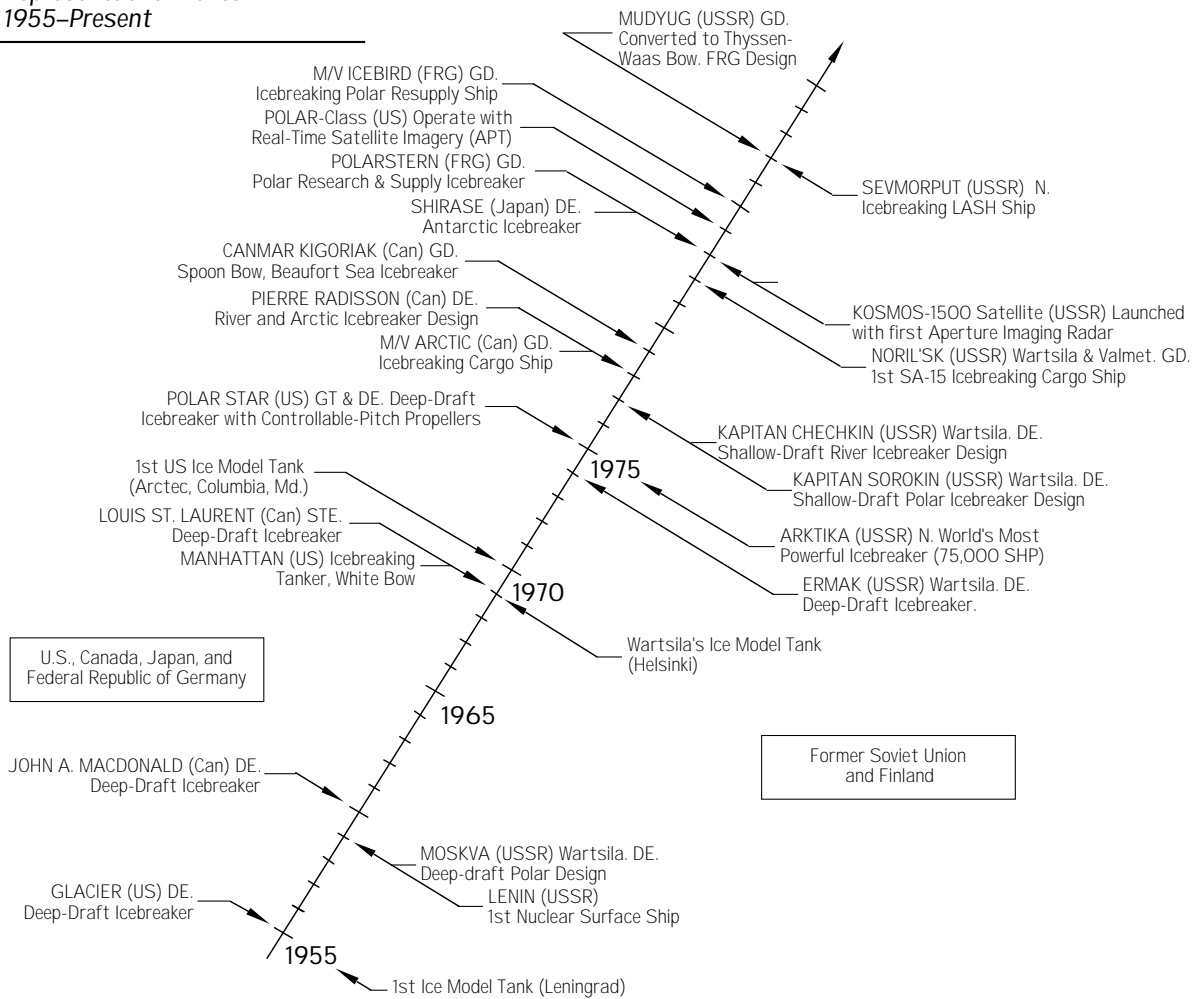 1955–Present
MUDYUG (USSR) GD.
Converted to Thyssen-
Waas Bow. FRG Design
M/V ICEBIRD (FRG) GD.
Icebreaking Polar Resupply Ship
POLAR-Class (US) Operate with
Real-Time Satellite Imagery (APT)
POLARSTERN (FRG) GD.
Polar Research & Supply Icebreaker
SHIRASE (Japan) DE.
Antarctic Icebreaker
CANMAR KIGORIAK (Can) GD.
Spoon Bow, Beaufort Sea Icebreaker
PIERRE RADISSON (Can) DE.
River and Arctic Icebreaker Design
M/V ARCTIC (Can) GD.
Icebreaking Cargo Ship
POLAR STAR (US) GT & DE. Deep-Draft
Icebreaker with Controllable-Pitch Propellers
1st US Ice Model Tank
(Arctec, Columbia, Md.)
LOUIS ST. LAURENT (Can) STE.
Deep-Draft Icebreaker
MANHATTAN (US) Icebreaking
Tanker, White Bow
U.S., Canada, Japan, and
Federal Republic of Germany
JOHN A. MACDONALD (Can) DE.
Deep-Draft Icebreaker
GLACIER (US) DE.
Deep-Draft Icebreaker
SEVMORPUT (USSR) N.
Icebreaking LASH Ship
KOSMOS-1500 Satellite (USSR) Launched
with first Aperture Imaging Radar
NORIL'SK (USSR) Wartsila & Valmet. GD.
1st SA-15 Icebreaking Cargo Ship
KAPITAN CHECHKIN (USSR) Wartsila. DE.
Shallow-Draft River Icebreaker Design
1975
KAPITAN SOROKIN (USSR) Wartsila. DE.
Shallow-Draft Polar Icebreaker Design
ARKTIKA (USSR) N. World's Most
Powerful Icebreaker (75,000 SHP)
ERMAK (USSR) Wartsila. DE.
Deep-Draft Icebreaker.
1970
Wartsila's Ice Model Tank
(Helsinki)
1965
Former Soviet Union
and Finland
MOSKVA (USSR) Wartsila. DE.
Deep-draft Polar Design
LENIN (USSR)
1st Nuclear Surface Ship
1955
1st Ice Model Tank (Leningrad)